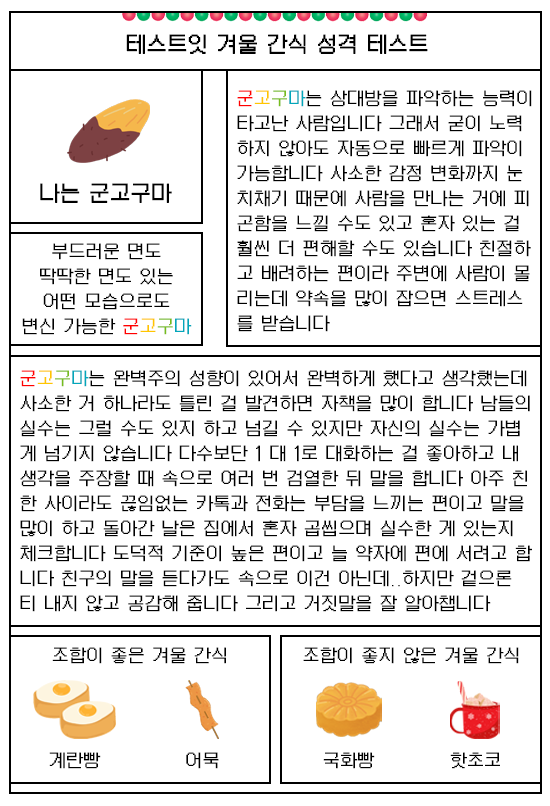 테스트잇 겨울 간식 성격 테스트
나는 군고구마
부드러운 면도
딱딱한 면도 있는
어떤 모습으로도
변신 가능한 군고구마
군고구마는 상대방을 파악하는 능력이
타고난 사람입니다 그래서 굳이 노력
하지 않아도 자동으로 빠르게 파악이
가능합니다 사소한 감정 변화까지 눈
치채기 때문에 사람을 만나는 거에 피
곤함을 느낄 수도 있고 혼자 있는 걸
훨씬 더 편해할 수도 있습니다 친절하
고 배려하는 편이라 주변에 사람이 몰
리는데 약속을 많이 잡으면 스트레스
를 받습니다
군고구마는 완벽주의 성향이 있어서 완벽하게 했다고 생각했는데
사소한 거 하나라도 틀린 걸 발견하면 자책을 많이 합니다 남들의
실수는 그럴 수도 있지 하고 넘길 수 있지만 자신의 실수는 가볍
게 넘기지 않습니다 다수보단 1 대 1로 대화하는 걸 좋아하고 내
생각을 주장할 때 속으로 여러 번 검열한 뒤 말을 합니다 아주 친
한 사이라도 끊임없는 카톡과 전화는 부담을 느끼는 편이고 말을
많이 하고 돌아간 날은 집에서 혼자 곱씹으며 실수한 게 있는지
체크합니다 도덕적 기준이 높은 편이고 늘 약자에 편에 서려고 합
니다 친구의 말을 듣다가도 속으로 이건 아닌데..하지만 겉으론
티 내지 않고 공감해 줍니다 그리고 거짓말을 잘 알아챕니다
조합이 좋은 겨울 간식
계란빵 어묵
조합이 좋지 않은 겨울 간식
국화빵 핫초코